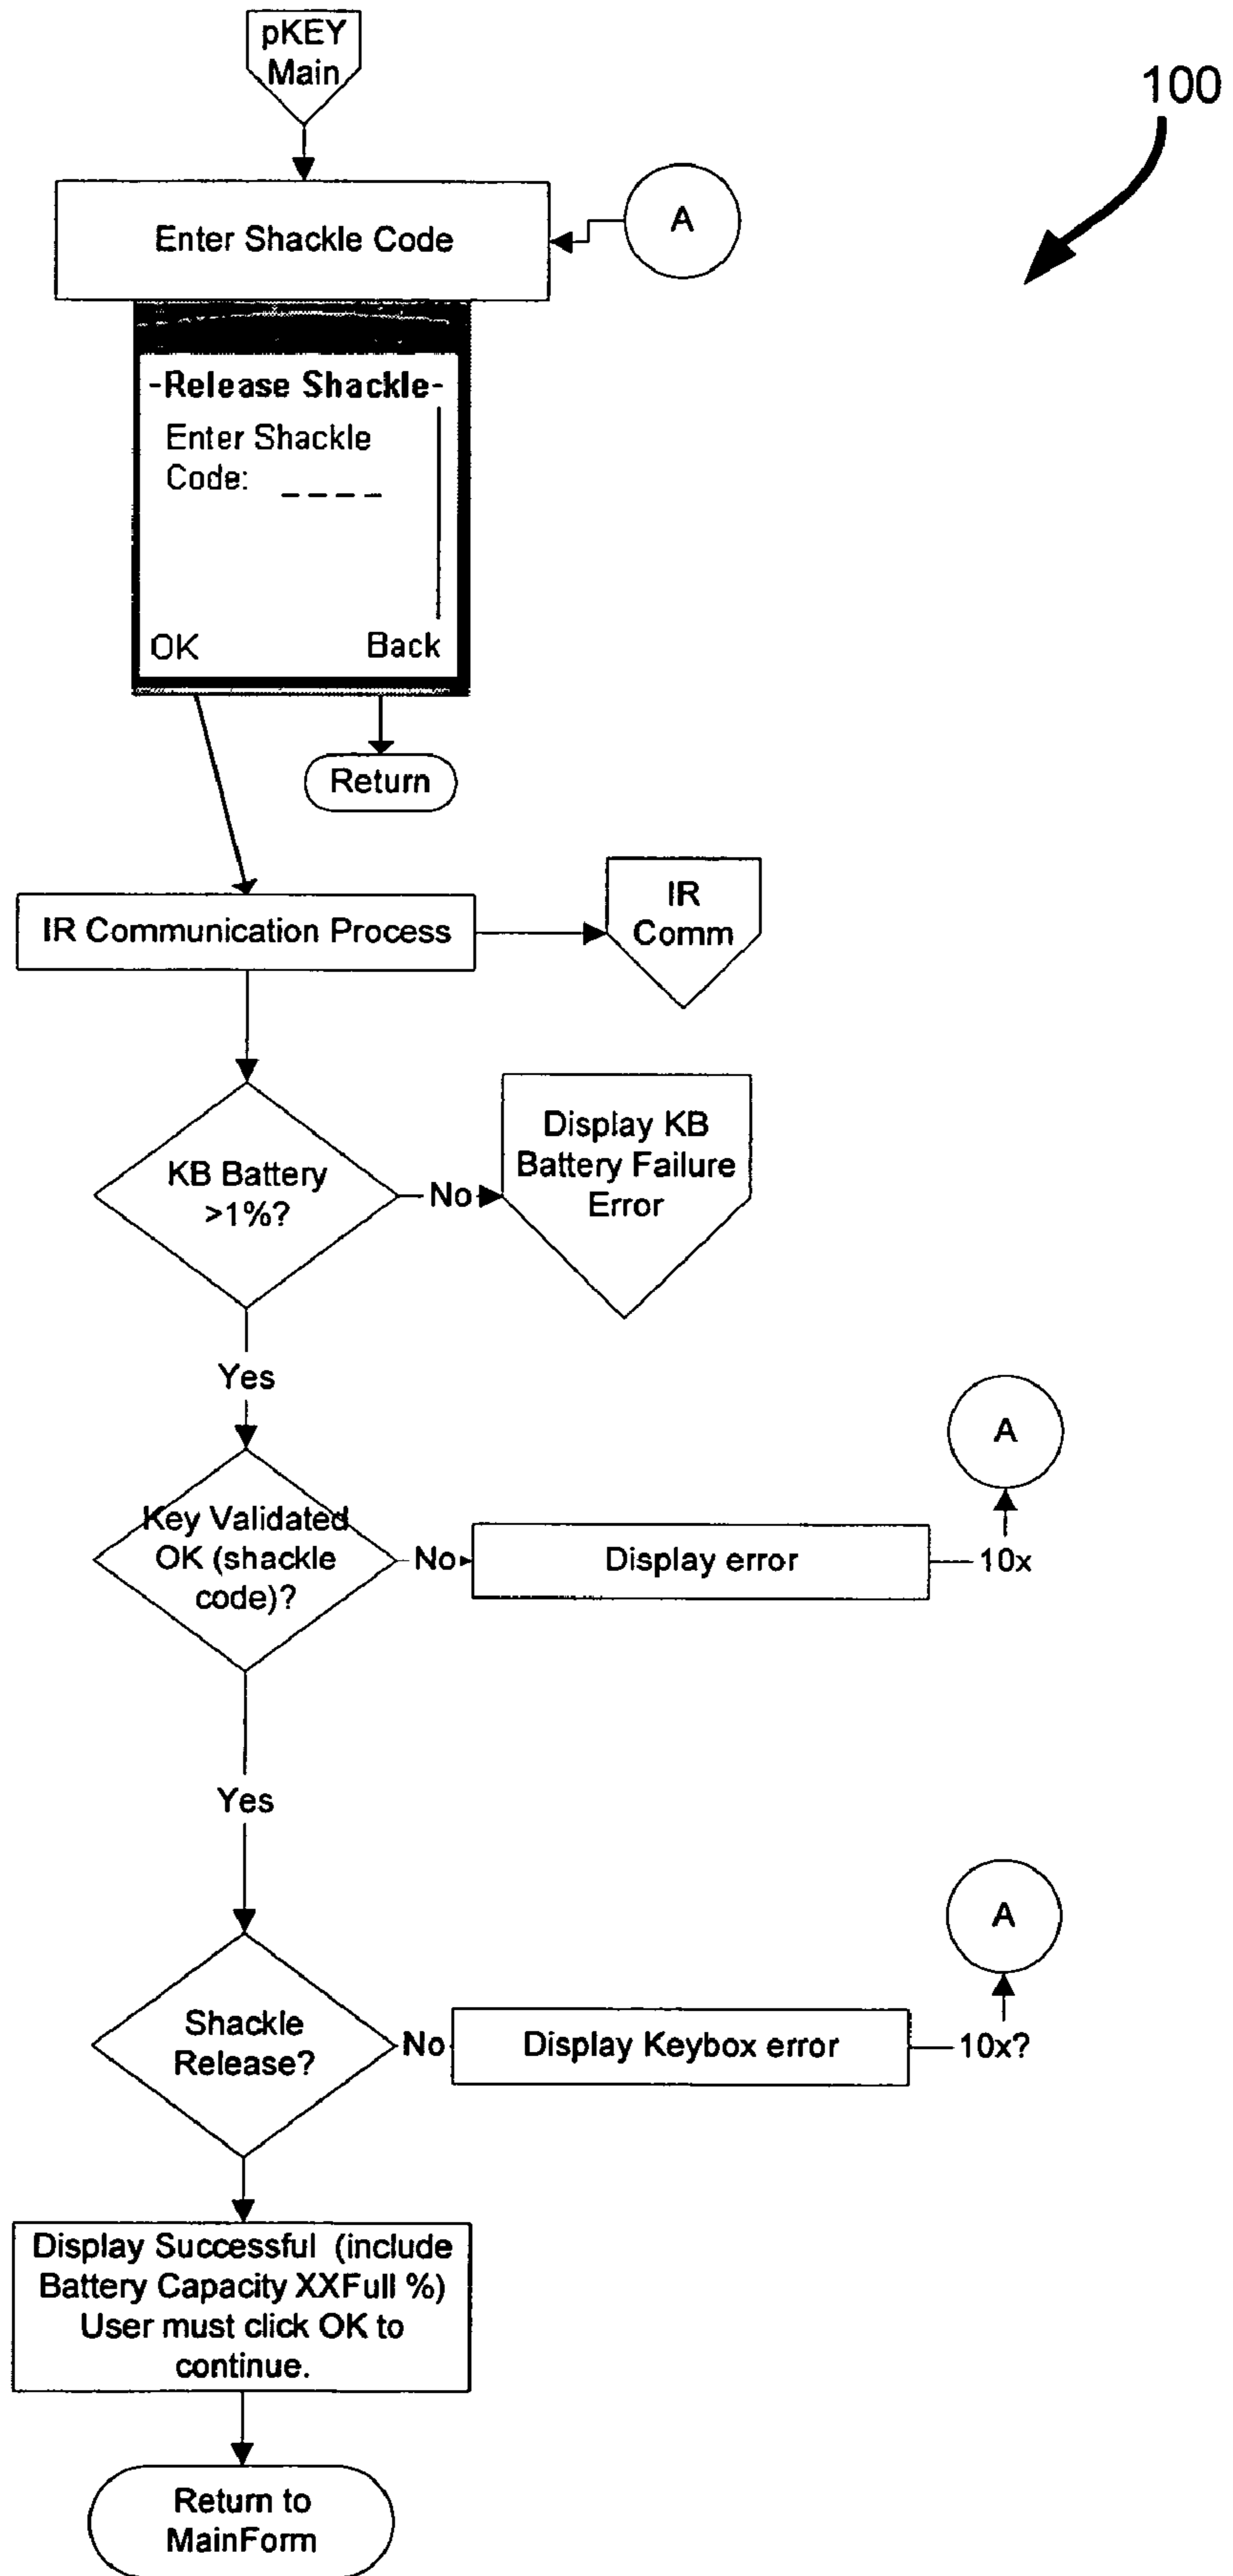 pKEY
Main
100
Enter Shackle Code
A
-Release Shackle-
Enter Shackle
Code: _ _ _ _
OK
Back
Return
IR Communication Process
IR
Comm
KB Battery
>1%?
No
Display KB
Battery Failure
Error
Yes
A
Key Validated
OK (shackle
code)?
No
Display error
10x
Yes
A
Shackle
Release?
No
Display Keybox error
10x?
Display Successful (include
Battery Capacity XXFull %)
User must click OK to
continue.
Return to
MainForm